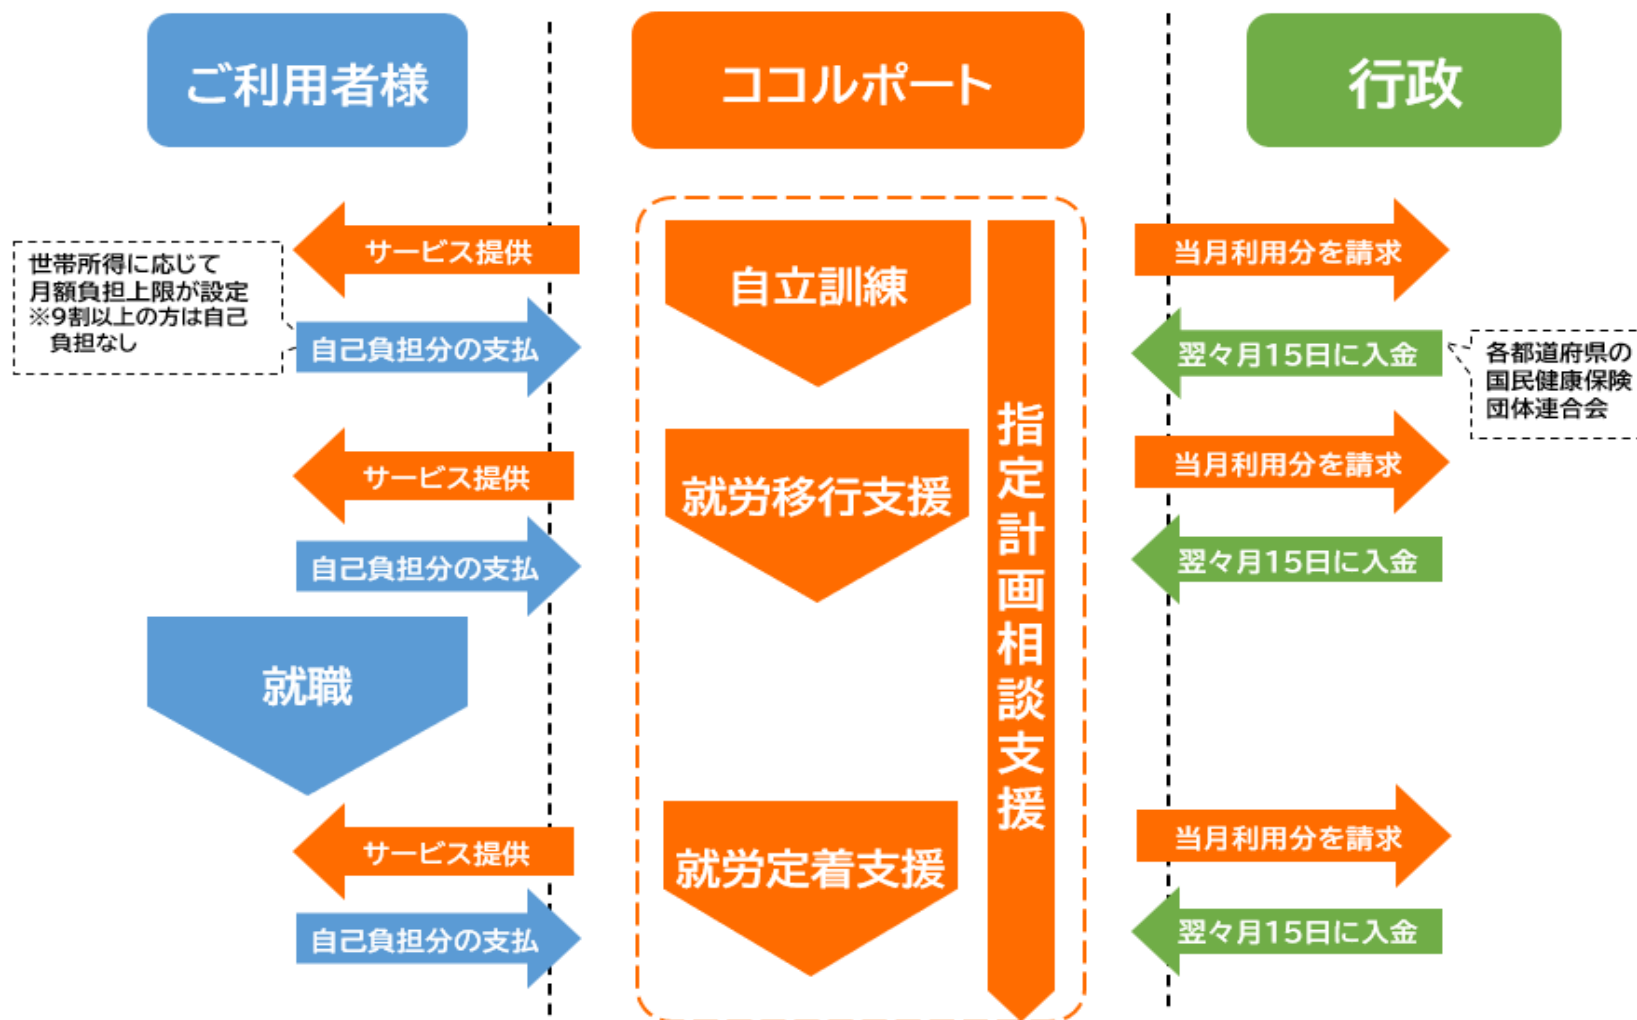 ご利用者様
ココルポート
行政
サービス提供
世帯所得に応じて
月額負担上限が設定
※9割以上の方は自己
負担なし
自己負担分の支払
自立訓練
当月利用分を請求
翌々月15日に入金
各都道府県の
国民健康保険
団体連合会
サービス提供
自己負担分の支払
就労移行支援
当月利用分を請求
翌々月15日に入金
指定計画相談支援
就職
サービス提供
自己負担分の支払
就労定着支援
当月利用分を請求
翌々月15日に入金